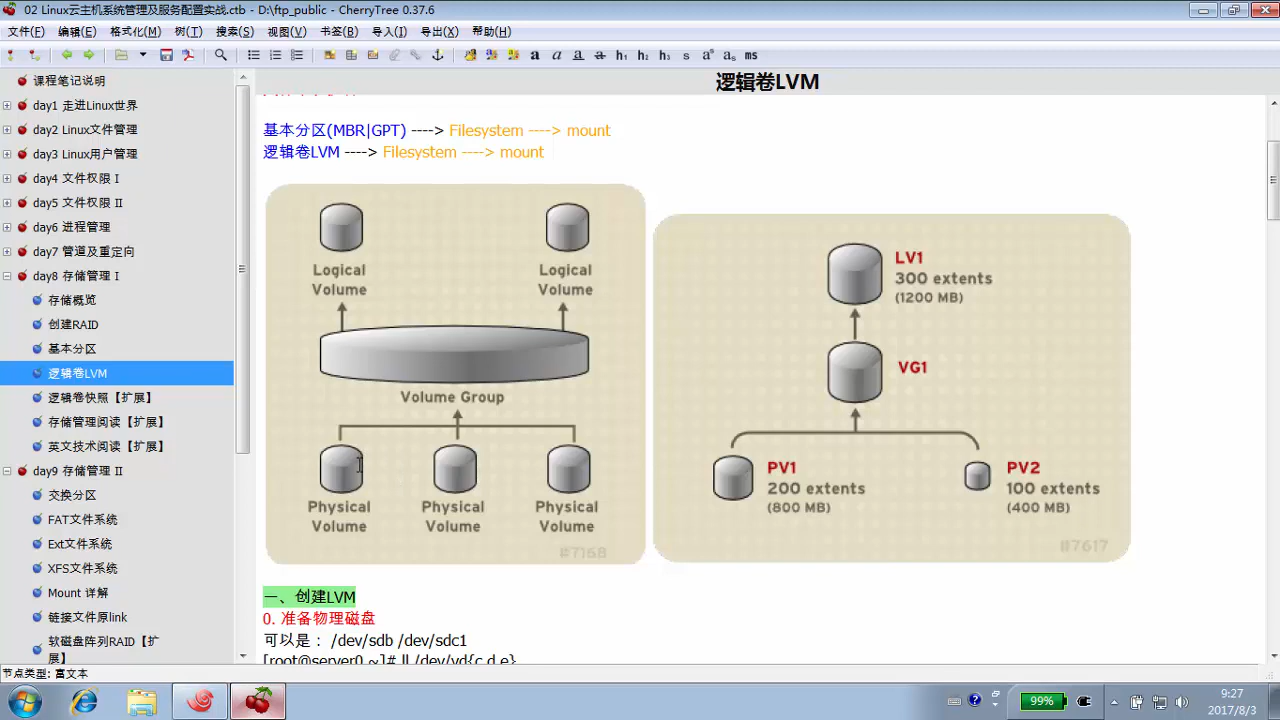 02 Linux云主机系统管理及服务配置实战.ctb - D:\ftp_public - CherryTree 0.37.6
文件(F) 编辑(E) 格式化(M) 树(T) 搜索(S) 视图(V) 书签(B) 导入(I) 导出(X) 帮助(H)
a a a a h1 h2 h3 s a a ms
课程笔记说明
day1 走进Linux世界
day2 Linux文件管理
day3 Linux用户管理
day4 文件权限 I
day5 文件权限 II
day6 进程管理
day7 管道及重定向
day8 存储管理 I
存储概览
创建RAID
基本分区
逻辑卷LVM
逻辑卷快照【扩展】
存储管理阅读【扩展】
英文技术阅读【扩展】
day9 存储管理 II
交换分区
FAT文件系统
Ext文件系统
XFS文件系统
Mount 详解
链接文件原link
软磁盘阵列RAID【扩
展】
逻辑卷LVM
基本分区(MBR|GPT) ----> Filesystem ----> mount
逻辑卷LVM ----> Filesystem ----> mount
Logical
Volume
Logical
Volume
Volume Group
Physical
Volume
Physical
Volume
Physical
Volume
#7168
LV1
300 extents
(1200 MB)
VG1
PV1
200 extents
(800 MB)
PV2
100 extents
(400 MB)
#7617
一、创建LVM
0. 准备物理磁盘
可以是： /dev/sdb /dev/sdc1
[root@server0 ~]# ll /dev/vd{c,d,e}
节点类型: 富文本
99%
9:27
2017/8/3